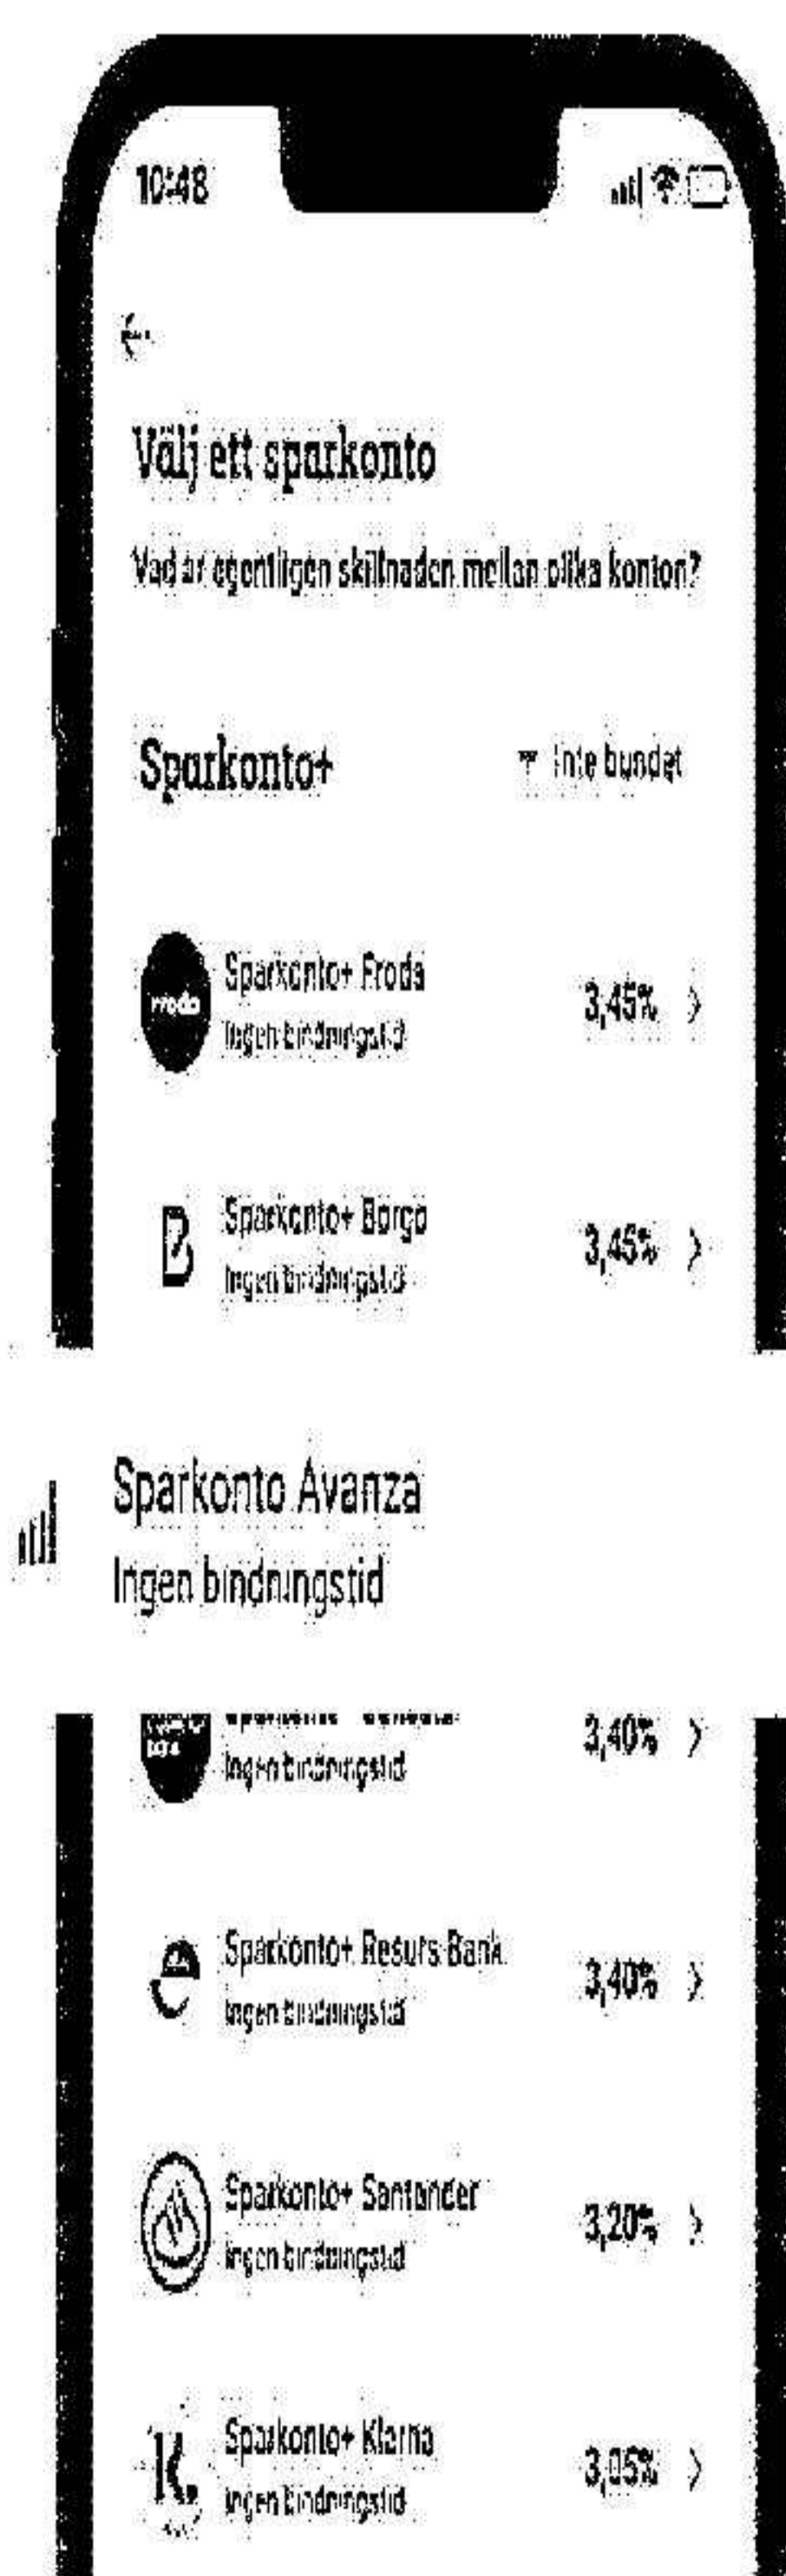 10:48
Välj ett sparkonto
Vad är egentligen skillnaden mellan olika konton?
Sparkonto+
Inte bundet
froda
Sparkonto+ Froda
3,45%
Ingen bindningstid
Sparkonto+ Borgo
3,45%
Ingen bindningstid
Sparkonto Avanza
Ingen bindningstid
3,40%
Ingen bindningstid
Sparkonto+ Resurs Bank
3,40%
Ingen bindningstid
Sparkonto+ Santander
3,20%
Ingen bindningstid
K.
Sparkonto+ Klarna
3,05%
Ingen bindningstid